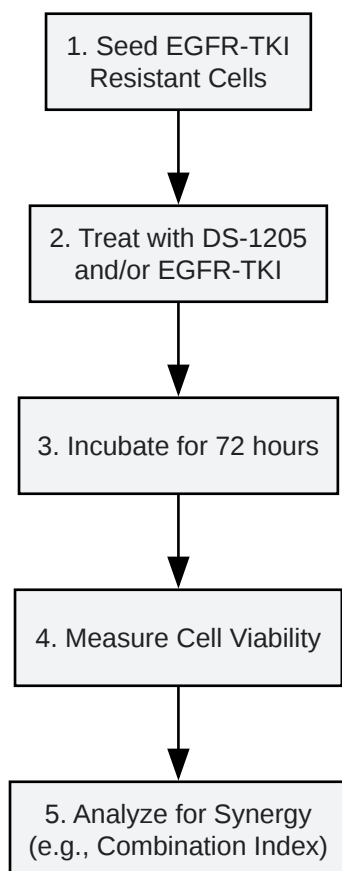 1. Seed EGFR-TKI
Resistant Cells
2. Treat with DS-1205
and/or EGFR-TKI
3. Incubate for 72 hours
4. Measure Cell Viability
5. Analyze for Synergy
(e.g., Combination Index)